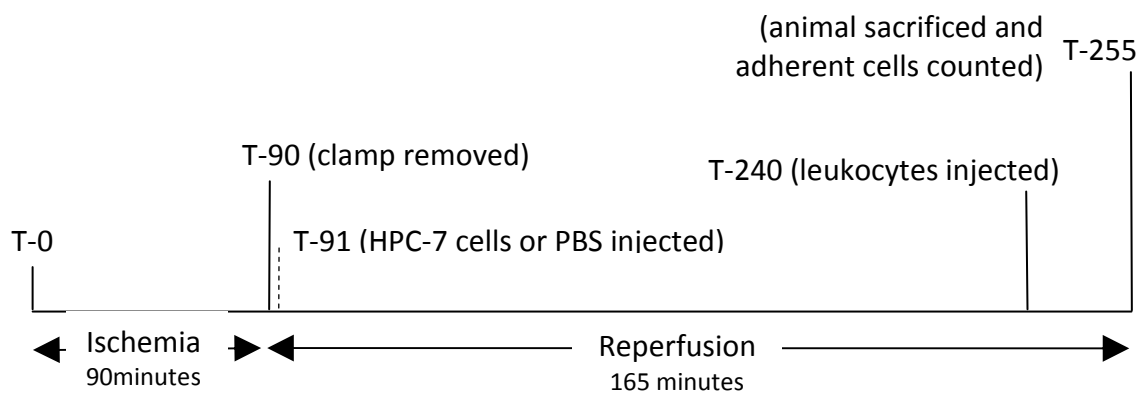 (animal sacrificed and
adherent cells counted)
T-255
T-90 (clamp removed)
T-240 (leukocytes injected)
T-0
T-91 (HPC-7 cells or PBS injected)
Ischemia
90minutes
Reperfusion
165 minutes